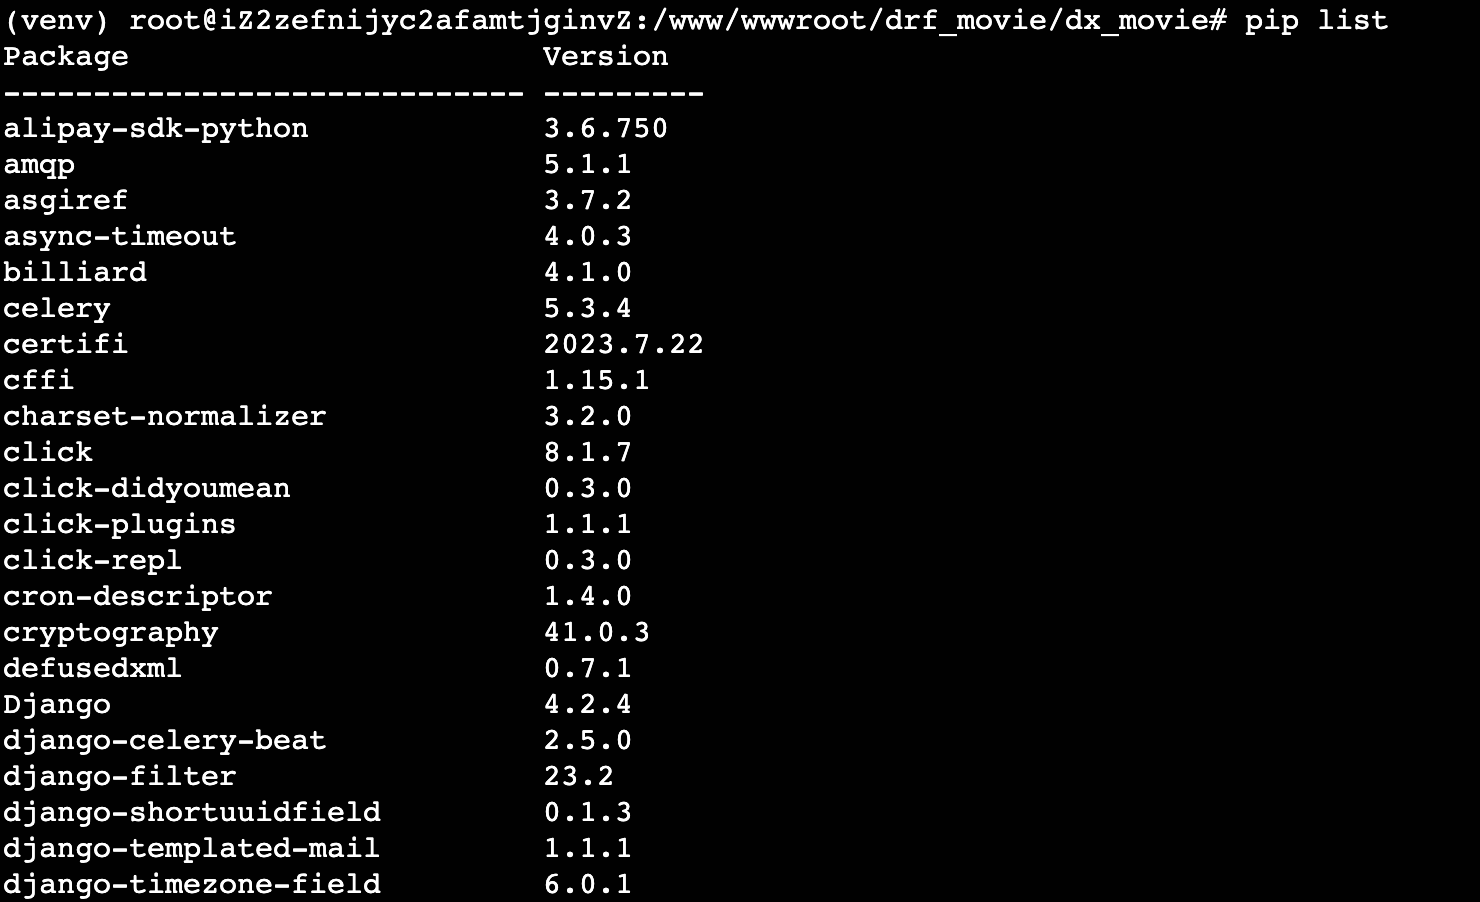 (venv) root@iZ2zefnijyc2afamtjginvZ:/www/wwwroot/drf_movie/dx_movie# pip list
Package                       Version
----------------------------- ---------
alipay-sdk-python             3.6.750
amqp                          5.1.1
asgiref                       3.7.2
async-timeout                 4.0.3
billiard                      4.1.0
celery                        5.3.4
certifi                       2023.7.22
cffi                          1.15.1
charset-normalizer            3.2.0
click                         8.1.7
click-didyoumean              0.3.0
click-plugins                 1.1.1
click-repl                    0.3.0
cron-descriptor               1.4.0
cryptography                  41.0.3
defusedxml                    0.7.1
Django                        4.2.4
django-celery-beat            2.5.0
django-filter                 23.2
django-shortuuidfield         0.1.3
django-templated-mail         1.1.1
django-timezone-field         6.0.1